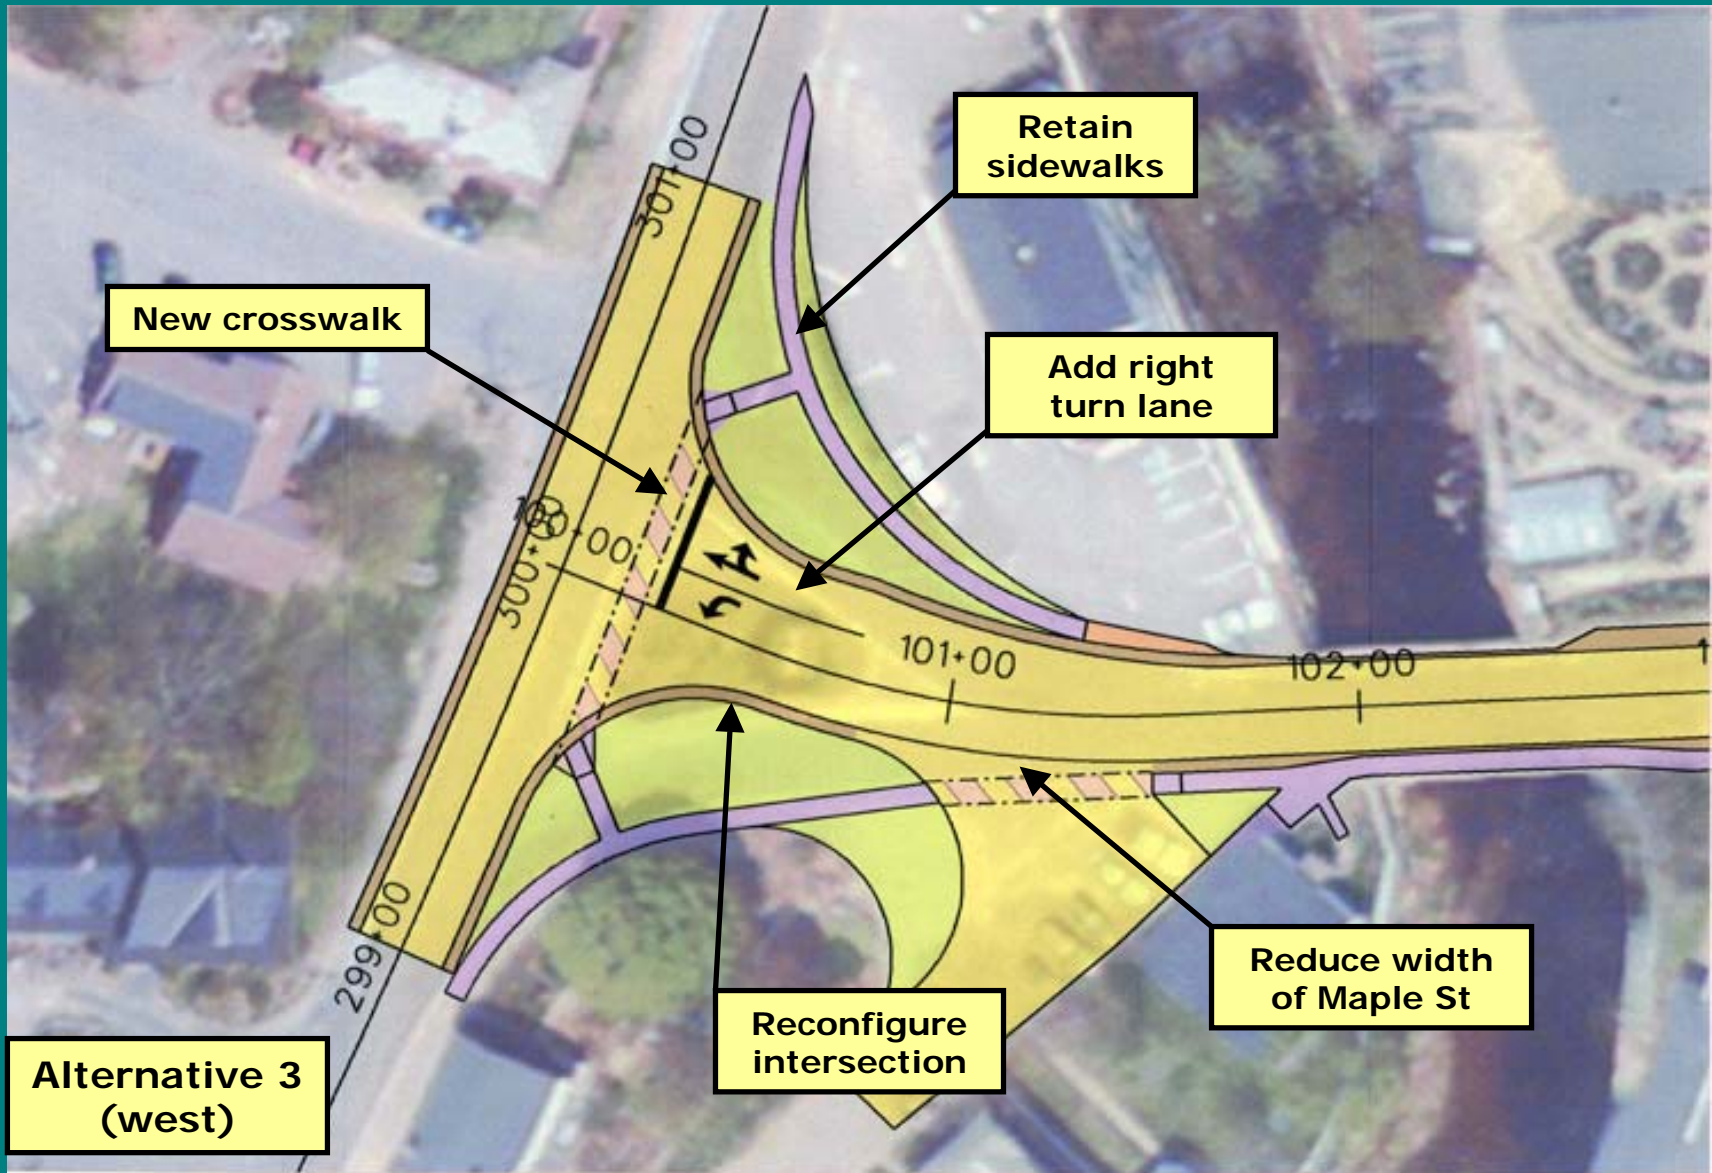 301+00
Retain
sidewalks
New crosswalk
Add right
turn lane
100+00
300+00
101+00
102+00
299+00
Reduce width
of Maple St
Reconfigure
intersection
Alternative 3
(west)